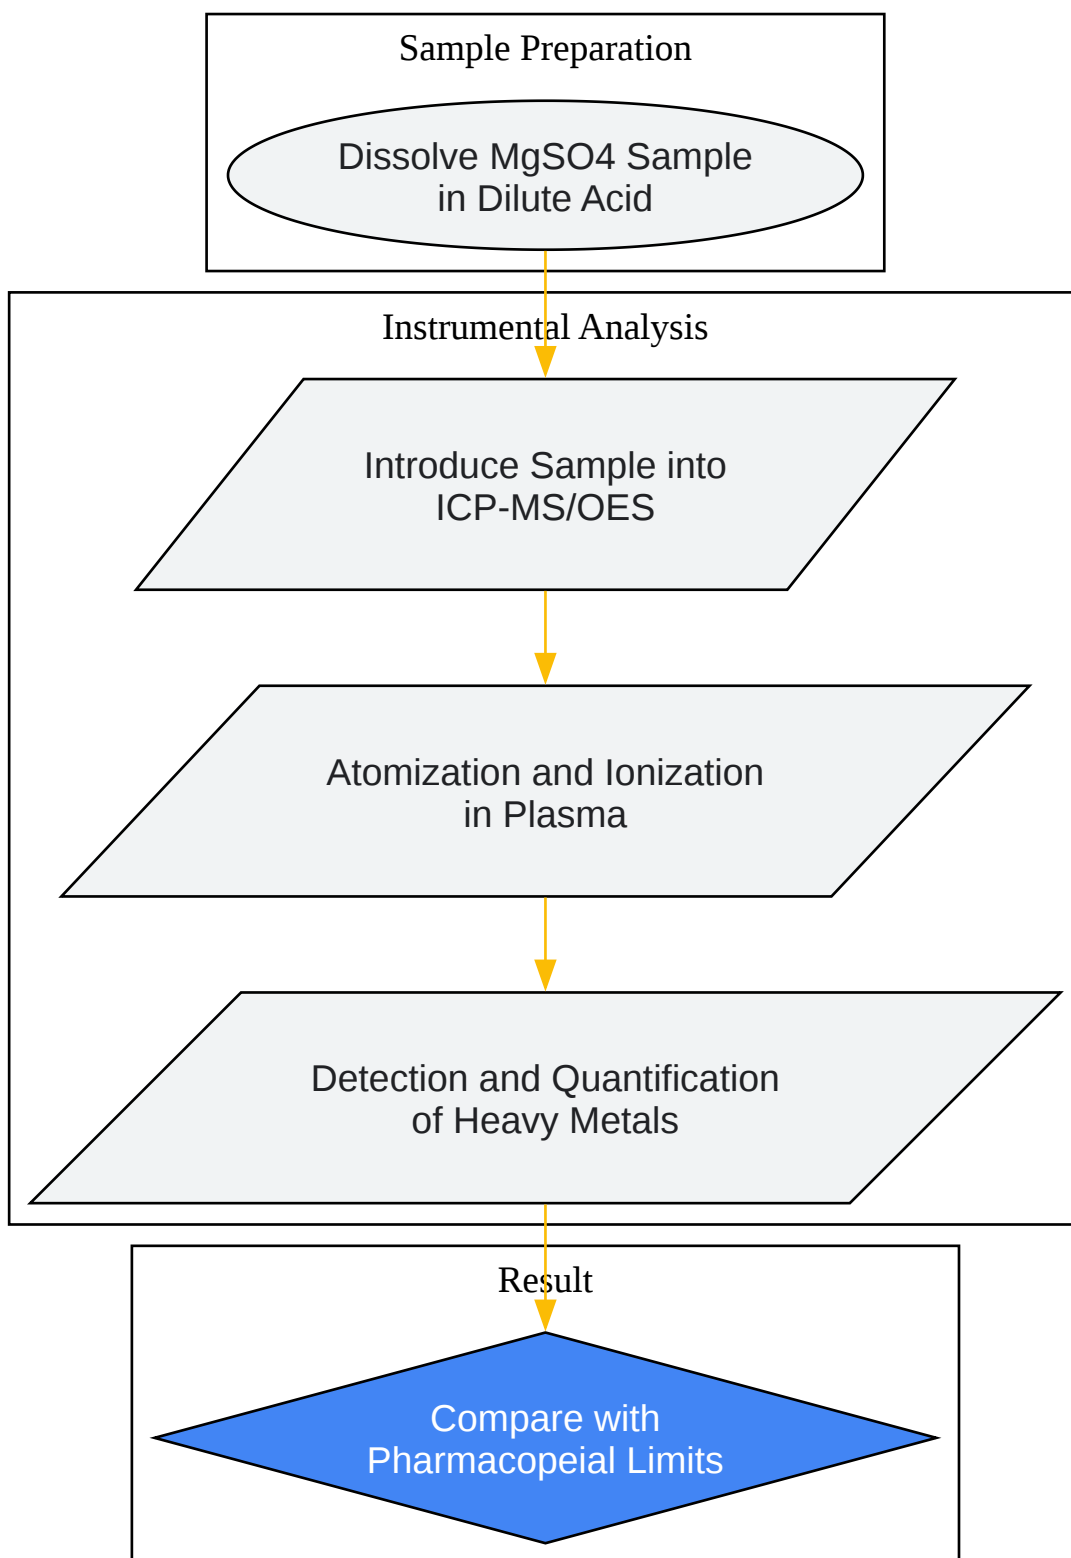 Sample Preparation
Dissolve MgSO4 Sample
in Dilute Acid
Instrumental Analysis
Introduce Sample into
ICP-MS/OES
Atomization and Ionization
in Plasma
Detection and Quantification
of Heavy Metals
Result
Compare with
Pharmacopeial Limits